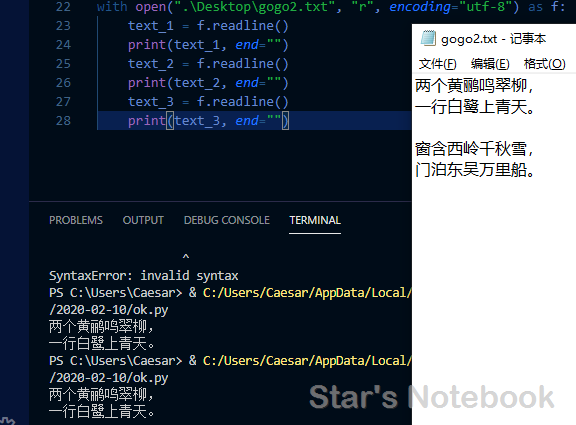 22 with open(".\Desktop\gogo2.txt", "r", encoding="utf-8") as f:
23 text_1 = f.readline()
24 print(text_1, end="")
25 text_2 = f.readline()
26 print(text_2, end="")
27 text_3 = f.readline()
28 print(text_3, end="")
gogo2.txt - 记事本
文件(F) 编辑(E) 格式(O)
两个黄鹂鸣翠柳，
一行白鹭上青天。
窗含西岭千秋雪，
门泊东吴万里船。
PROBLEMS OUTPUT DEBUG CONSOLE TERMINAL
^
SyntaxError: invalid syntax
PS C:\Users\Caesar> & C:/Users/Caesar/AppData/Local/
/2020-02-10/ok.py
两个黄鹂鸣翠柳，
一行白鹭上青天。
PS C:\Users\Caesar> & C:/Users/Caesar/AppData/Local/
/2020-02-10/ok.py
两个黄鹂鸣翠柳，
一行白鹭上青天。
Star's Notebook